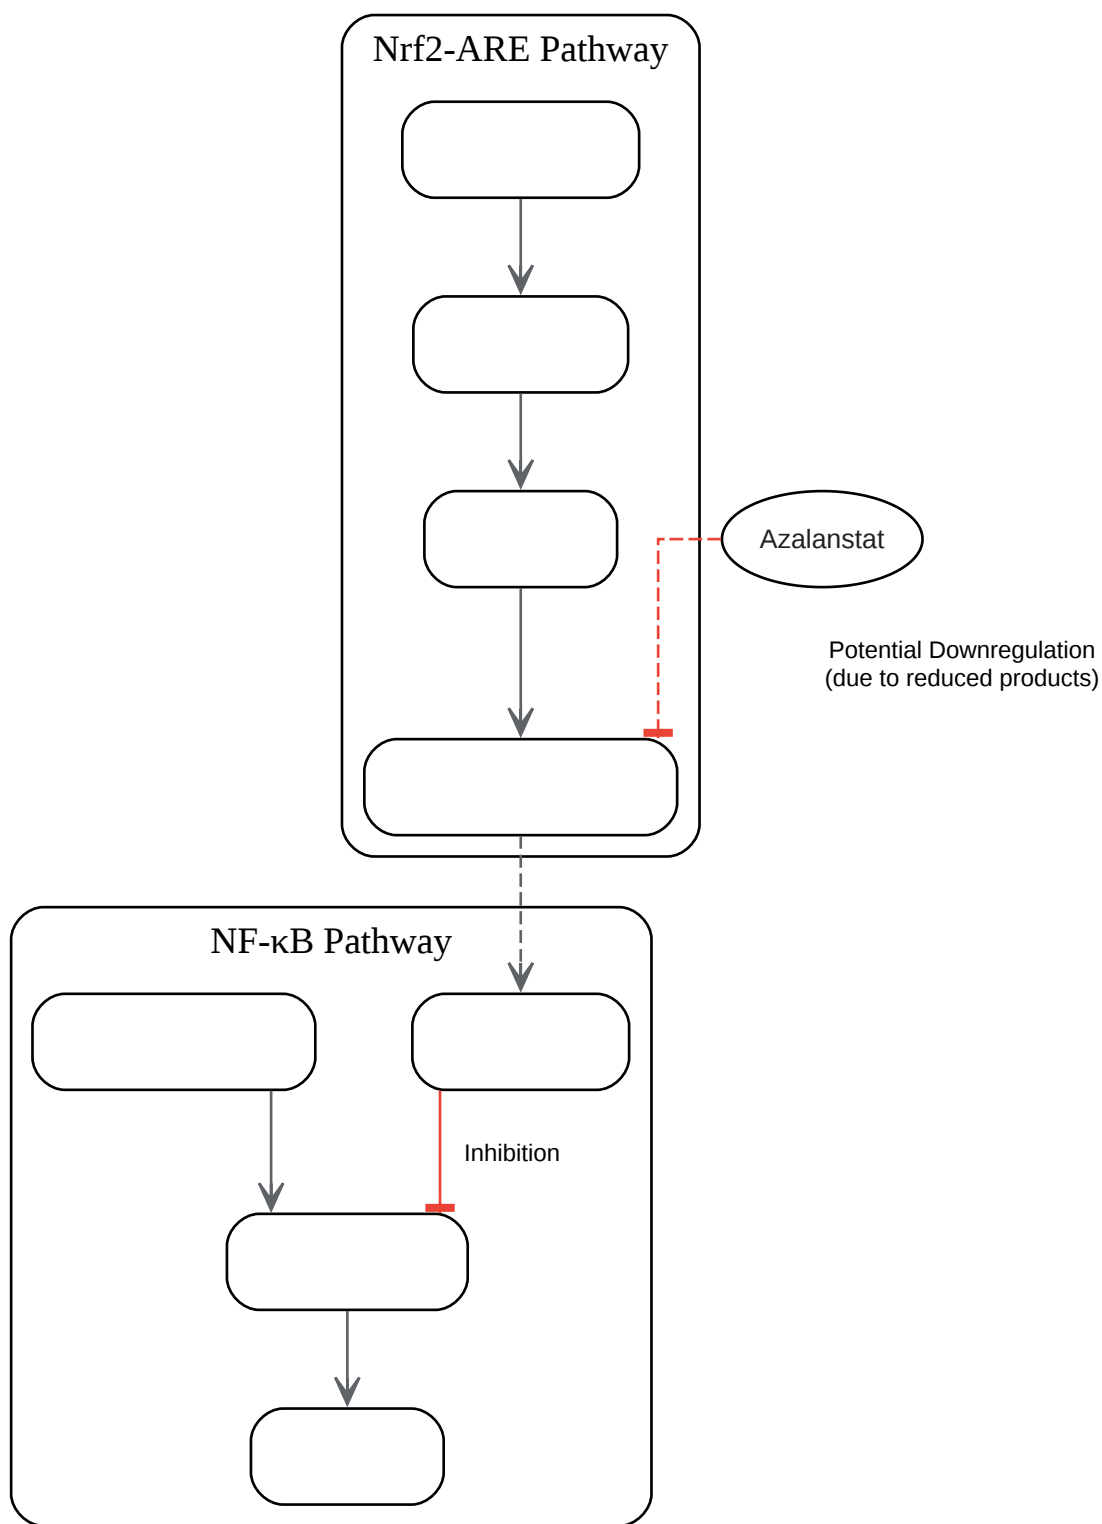 Nrf2-ARE Pathway
Azalanstat
Potential Downregulation
(due to reduced products)
NF-κB Pathway
Inhibition